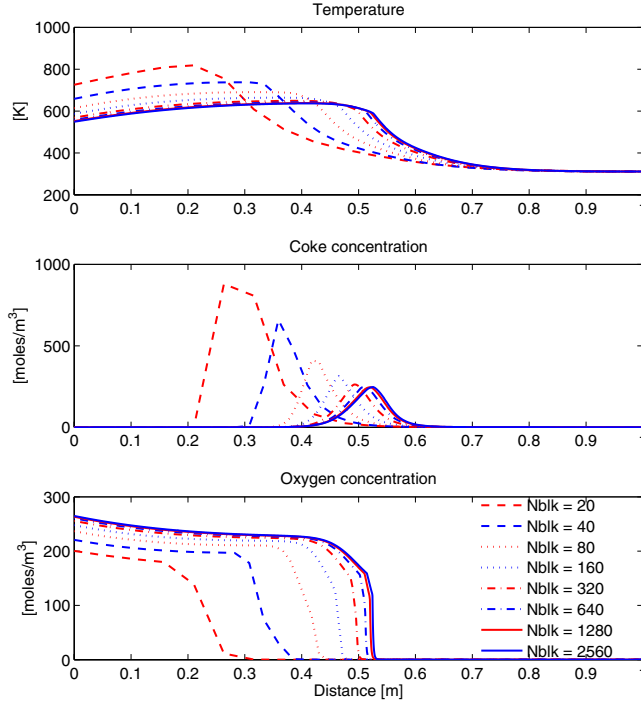 Temperature
1000
800
600
400
200
[K]
0 0.1 0.2 0.3 0.4 0.5 0.6 0.7 0.8 0.9 1
Coke concentration
1000
500
0
[moles/m³]
0 0.1 0.2 0.3 0.4 0.5 0.6 0.7 0.8 0.9 1
Oxygen concentration
300
200
100
0
[moles/m³]
Nblk = 20
Nblk = 40
Nblk = 80
Nblk = 160
Nblk = 320
Nblk = 640
Nblk = 1280
Nblk = 2560
0 0.1 0.2 0.3 0.4 0.5 0.6 0.7 0.8 0.9 1
Distance [m]